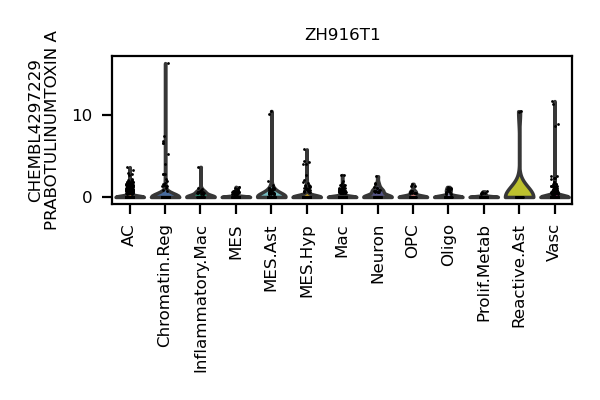 ZH916T1
CHEMBL4297229
PRABOTULINUMTOXIN A
10
0
AC
Chromatin.Reg
Inflammatory.Mac
MES
MES.Ast
MES.Hyp
Mac
Neuron
OPC
Oligo
Prolif.Metab
Reactive.Ast
Vasc